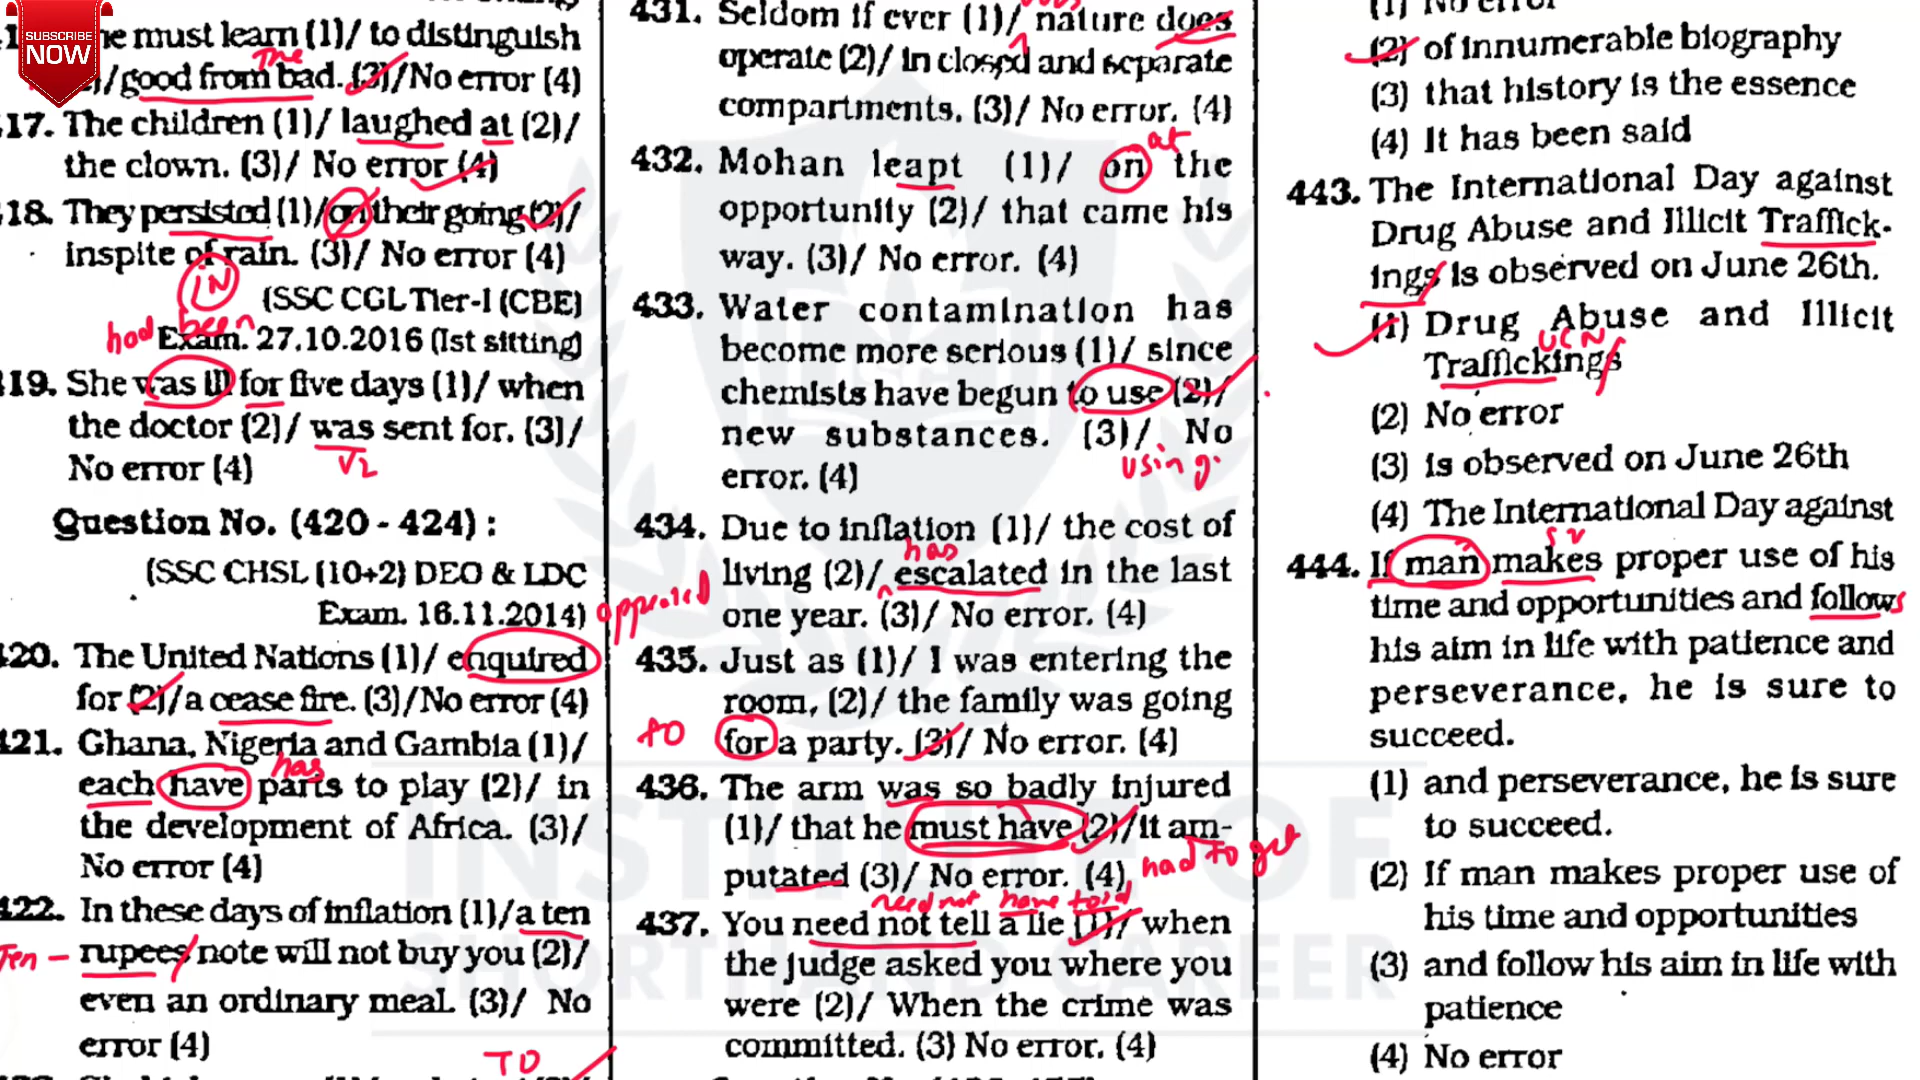 SUBSCRIBE
NOW
he must learn (1)/ to distinguish
The
/good from bad. (3)/No error (4)
17. The children (1)/ laughed at (2)/
the clown. (3)/ No error (4)
18. They persisted (1)/on their going (2)/
inspite of rain. (3)/ No error (4)
IN
(SSC CGL Tier-I (CBE)
had been
Exam. 27.10.2016 (Ist sitting)
419. She was ill for five days (1)/ when
the doctor (2)/ was sent for. (3)/
V2
No error (4)
Question No. (420 - 424) :
(SSC CHSL (10+2) DEO & LDC
Exam. 16.11.2014)
420. The United Nations (1)/ enquired
for (2)/a cease fire. (3)/No error (4)
421. Ghana, Nigeria and Gambia (1)/
has
each have parts to play (2)/ in
the development of Africa. (3)/
No error (4)
422. In these days of inflation (1)/a ten
Ten - rupees/note will not buy you (2)/
even an ordinary meal. (3)/ No
error (4)
TO
431. Seldom if ever (1)/ nature does
operate (2)/ in closed and separate
compartments. (3)/ No error. (4)
at
432. Mohan leapt (1)/ on the
opportunity (2)/ that came his
way. (3)/ No error. (4)
433. Water contamination has
become more serious (1)/ since
chemists have begun to use (2)/
new substances. (3)/ No
using
error. (4)
434. Due to inflation (1)/ the cost of
has
living (2)/ escalated in the last
one year. (3)/ No error. (4)
435. Just as (1)/ I was entering the
room, (2)/ the family was going
to for a party. (3)/ No error. (4)
436. The arm was so badly injured
(1)/ that he must have (2)/it am-
had to get
putated (3)/ No error. (4)
need not have told
437. You need not tell a lie (1)/ when
the judge asked you where you
were (2)/ When the crime was
committed. (3) No error. (4)
(1) No error
(2) of innumerable biography
(3) that history is the essence
(4) It has been said
443. The International Day against
Drug Abuse and Illicit Traffick-
ings is observed on June 26th.
(1) Drug Abuse and Illicit
UCN
Traffickings
(2) No error
(3) is observed on June 26th
(4) The International Day against
444. If man makes proper use of his
time and opportunities and follows
his aim in life with patience and
perseverance, he is sure to
succeed.
(1) and perseverance, he is sure
to succeed.
(2) If man makes proper use of
his time and opportunities
(3) and follow his aim in life with
patience
(4) No error
INSTITUTE OF
SHORTHAND CAREER